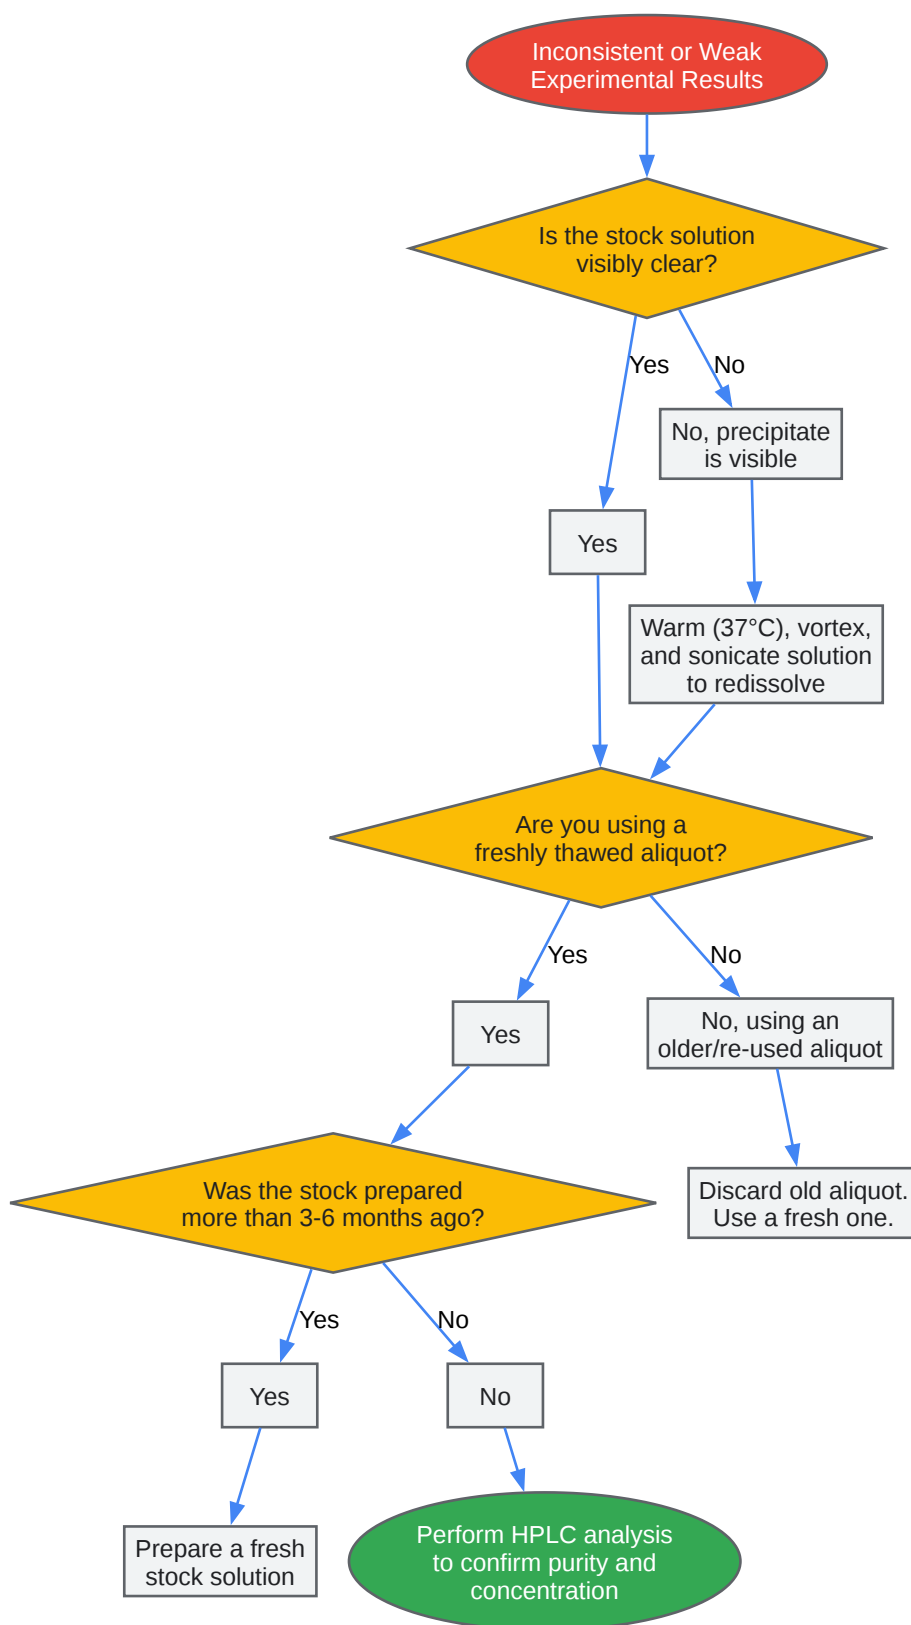 Inconsistent or Weak
Experimental Results
Is the stock solution
visibly clear?
Yes
No
No, precipitate
is visible
Yes
Warm (37°C), vortex,
and sonicate solution
to redissolve
Are you using a
freshly thawed aliquot?
Yes
No
Yes
No, using an
older/re-used aliquot
Was the stock prepared
more than 3-6 months ago?
Discard old aliquot.
Use a fresh one.
Yes
No
Yes
No
Prepare a fresh
stock solution
Perform HPLC analysis
to confirm purity and
concentration